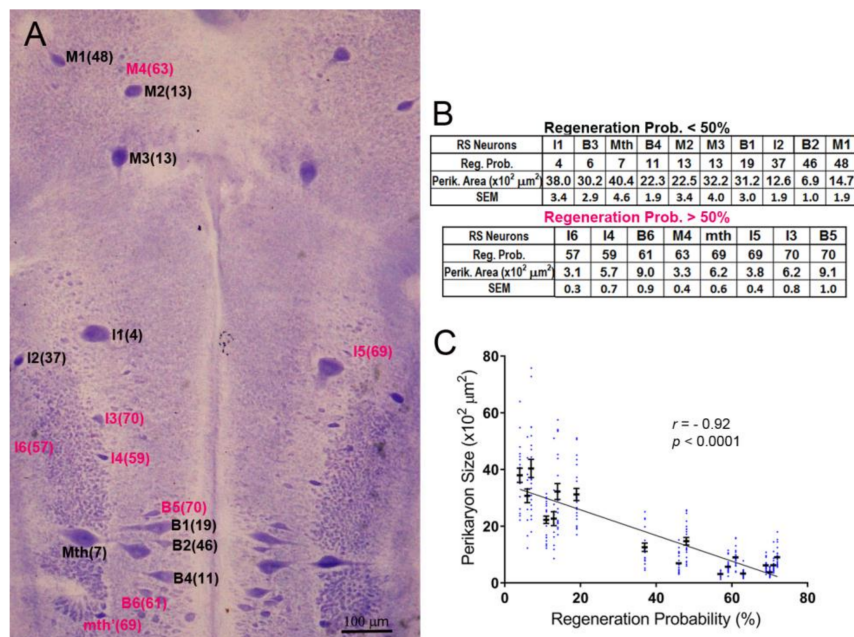 A
M1(48)
M4(63)
M2(13)
M3(13)
I1(4)
I2(37)
I5(69)
I3(70)
I6(57)
I4(59)
B5(70)
B1(19)
Mth(7)
B2(46)
B4(11)
B6(61)
mth'(69)
100 µm
B
Regeneration Prob. < 50%
RS Neurons I1 B3 Mth B4 M2 M3 B1 I2 B2 M1
Reg. Prob. 4 6 7 11 13 13 19 37 46 48
Perik. Area (x10² µm²) 38.0 30.2 40.4 22.3 22.5 32.2 31.2 12.6 6.9 14.7
SEM 3.4 2.9 4.6 1.9 3.4 4.0 3.0 1.9 1.0 1.9
Regeneration Prob. > 50%
RS Neurons I6 I4 B6 M4 mth I5 I3 B5
Reg. Prob. 57 59 61 63 69 69 70 70
Perik. Area (x10² µm²) 3.1 5.7 9.0 3.3 6.2 3.8 6.2 9.1
SEM 0.3 0.7 0.9 0.4 0.6 0.4 0.8 1.0
C
80
60
40
20
0
Perikaryon Size (x10² µm²)
r = - 0.92
p < 0.0001
0 20 40 60 80
Regeneration Probability (%)